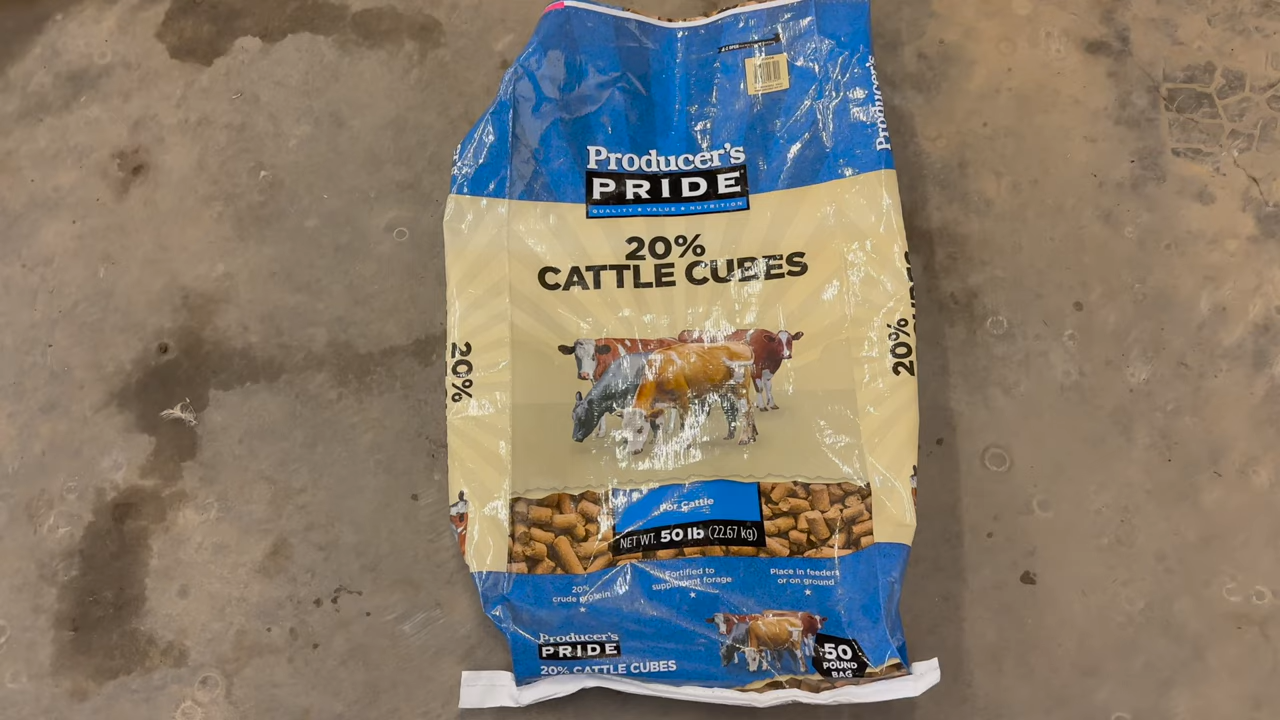 Producer's
Producer's
PRIDE
QUALITY ★ VALUE ★ NUTRITION
20%
CATTLE CUBES
20%
20%
For Cattle
NET WT. 50 lb (22.67 kg)
20%
crude protein
Fortified to
supplement forage
Place in feeders
or on ground
Producer's
PRIDE
20% CATTLE CUBES
50
POUND
BAG